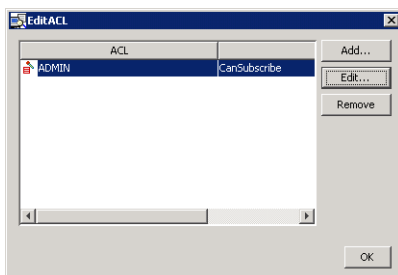 EditACL
ACL
Add...
ADMIN CanSubscribe
Edit...
Remove
OK